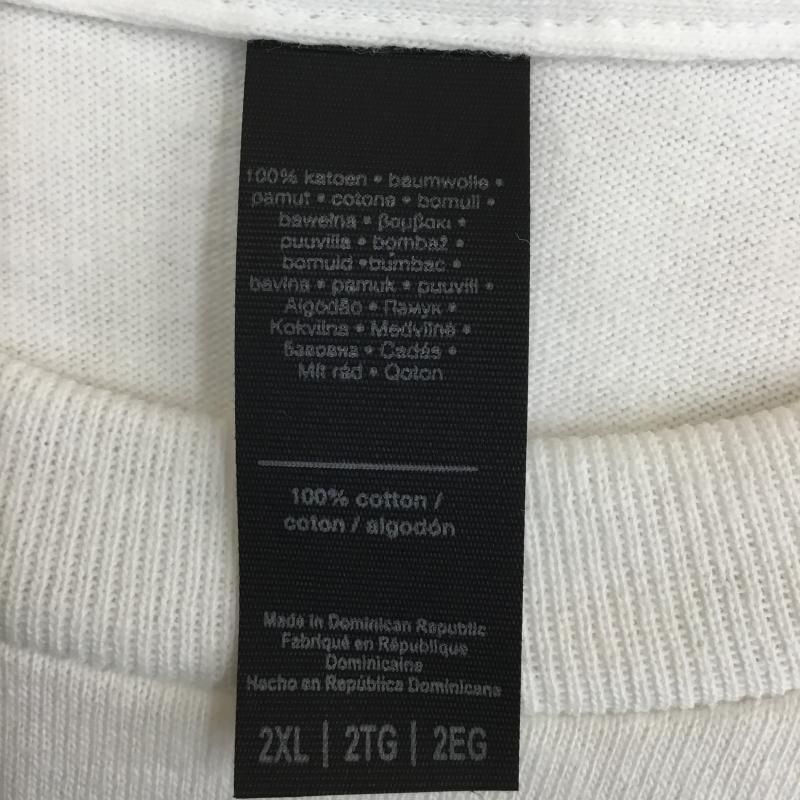 100% katoen • baumwolle •
pamut • cotone • bomull •
bawełna • βαμβακι •
puuvilla • bombaž •
bomuld •bumbac •
bavlna • pamuk • puuvill •
Algodão • Памук •
Kokvilna • Medvilnė •
бавовна • Cadás •
Mit rád • Qoton
100% cotton /
coton / algodón
Made in Dominican Republic
Fabriqué en République
Dominicaine
Hecho en República Dominicana
2XL | 2TG | 2EG